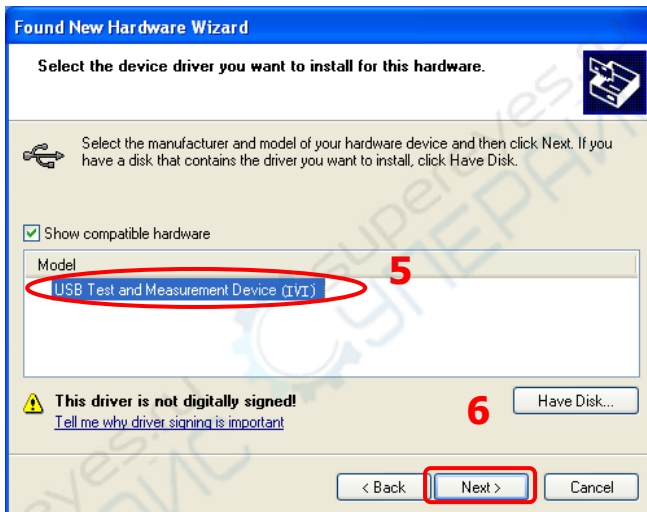 Found New Hardware Wizard
Select the device driver you want to install for this hardware.
Select the manufacturer and model of your hardware device and then click Next. If you
have a disk that contains the driver you want to install, click Have Disk.
Show compatible hardware
Model
5
USB Test and Measurement Device (IVI)
This driver is not digitally signed!
Tell me why driver signing is important
6
Have Disk...
< Back
Next >
Cancel